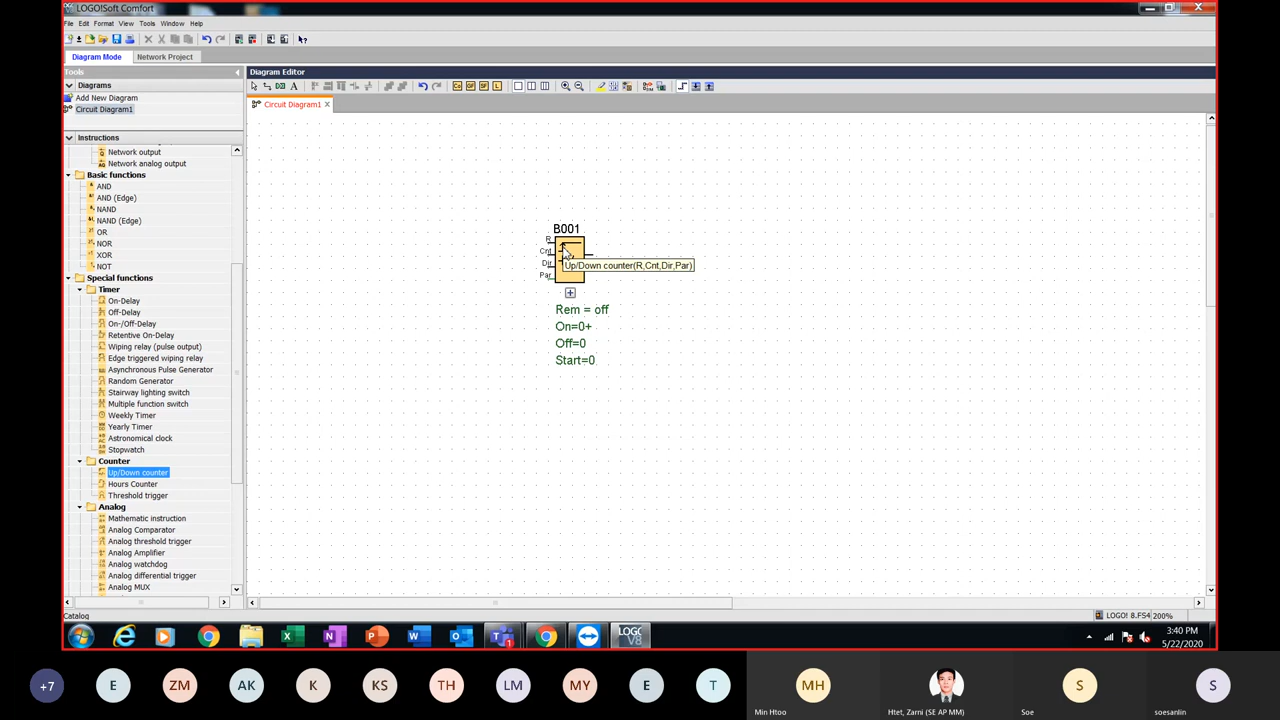 LOGO!Soft Comfort
File Edit Format View Tools Window Help
Diagram Mode Network Project
Tools
Diagram Editor
Diagrams
Add New Diagram
Circuit Diagram1
Circuit Diagram1
Instructions
Network output
Network analog output
Basic functions
AND
AND (Edge)
NAND
NAND (Edge)
OR
NOR
XOR
NOT
Special functions
Timer
On-Delay
Off-Delay
On-/Off-Delay
Retentive On-Delay
Wiping relay (pulse output)
Edge triggered wiping relay
Asynchronous Pulse Generator
Random Generator
Stairway lighting switch
Multiple function switch
Weekly Timer
Yearly Timer
Astronomical clock
Stopwatch
Counter
Up/Down counter
Hours Counter
Threshold trigger
Analog
Mathematic instruction
Analog Comparator
Analog threshold trigger
Analog Amplifier
Analog watchdog
Analog differential trigger
Analog MUX
B001
R
Cnt
Dir
Par
Up/Down counter(R,Cnt,Dir,Par)
Rem = off
On=0+
Off=0
Start=0
Catalog
LOGO! 8.FS4 200%
3:40 PM
5/22/2020
+7 E ZM AK K KS TH LM MY E T MH S S
Min Htoo Htet, Zarni (SE AP MM) Soe soesanlin